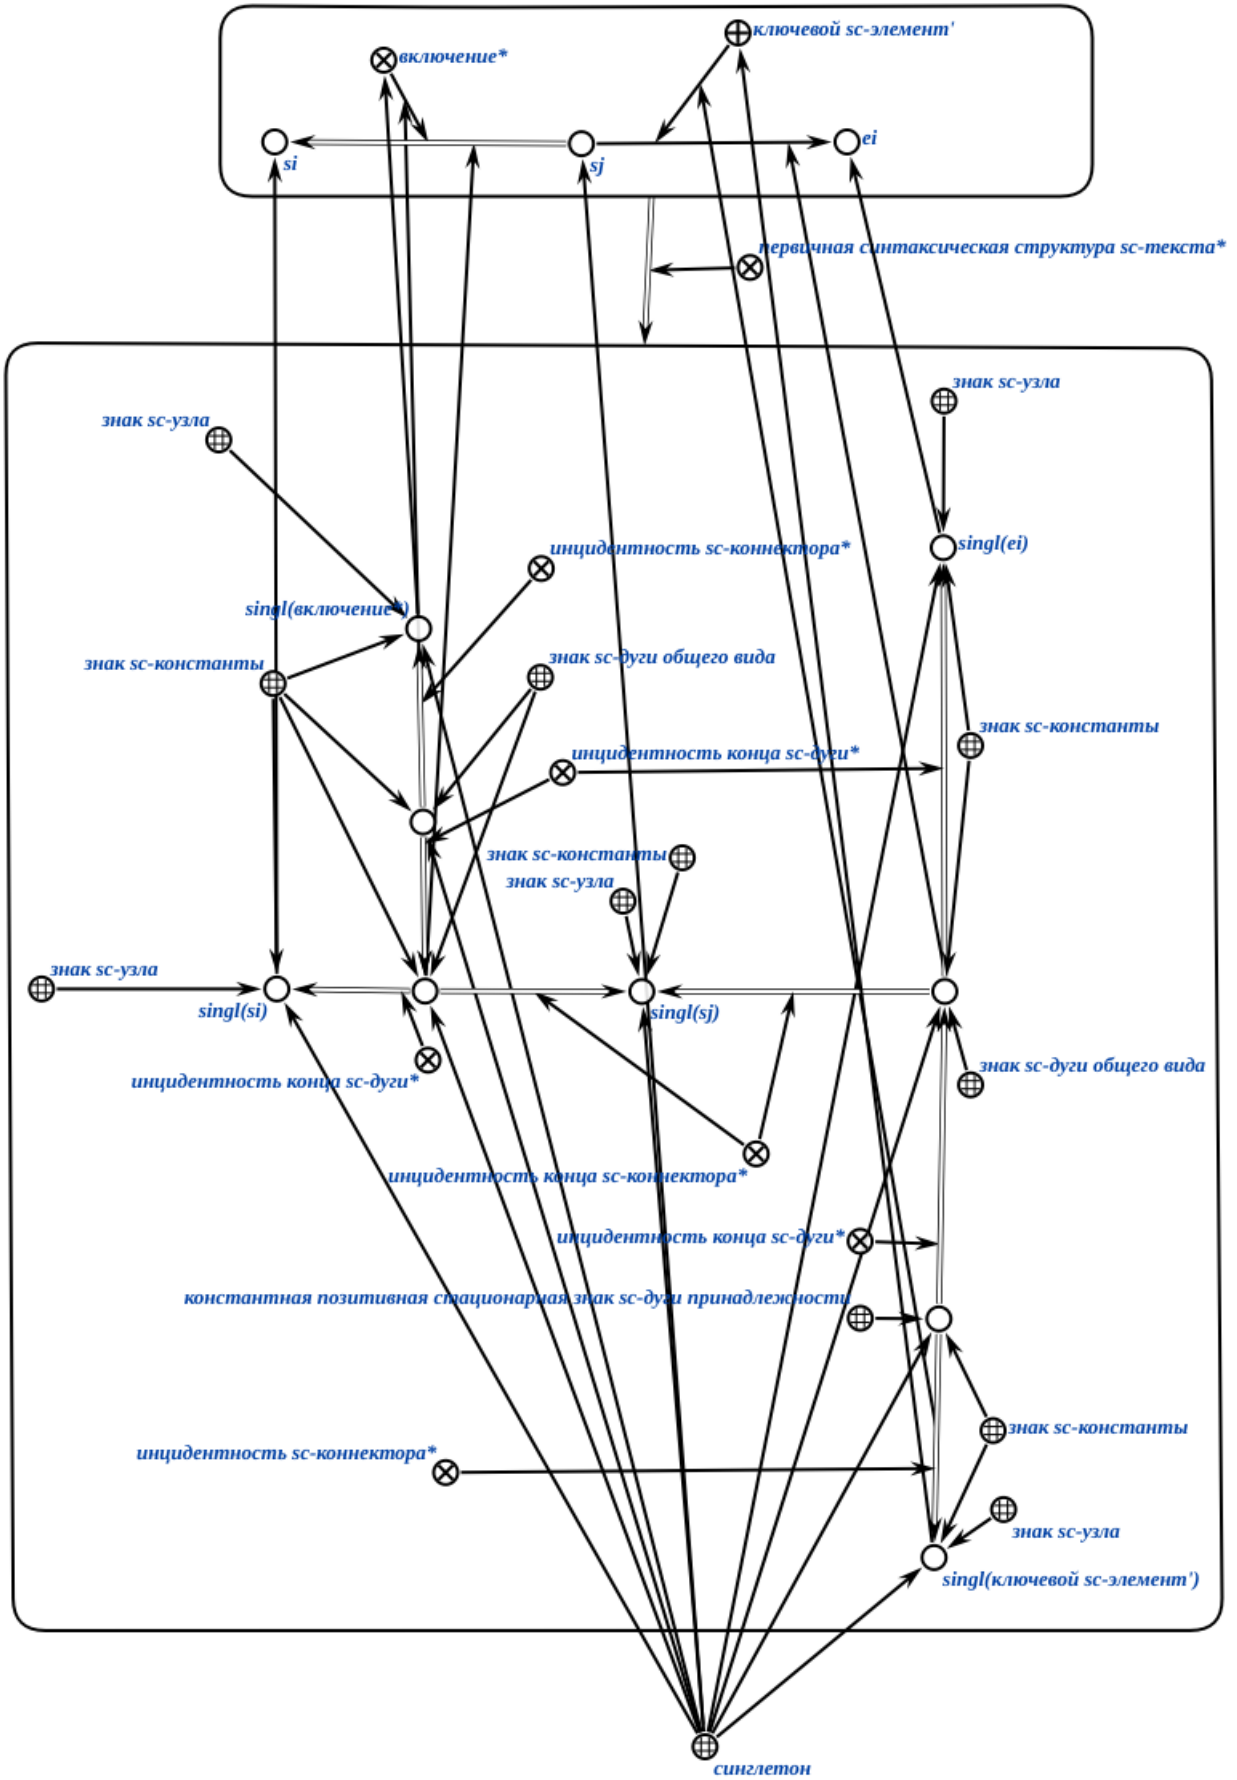 ключевой sc-элемент'
включение*
ei
si
sj
первичная синтаксическая структура sc-текста*
знак sc-узла
знак sc-узла
инцидентность sc-коннектора*
singl(ei)
singl(включение*)
знак sc-константы
знак sc-дуги общего вида
знак sc-константы
инцидентность конца sc-дуги*
знак sc-константы
знак sc-узла
знак sc-узла
singl(si)
singl(sj)
знак sc-дуги общего вида
инцидентность конца sc-дуги*
инцидентность конца sc-коннектора*
инцидентность конца sc-дуги*
константная позитивная стационарная знак sc-дуги принадлежности
знак sc-константы
инцидентность sc-коннектора*
знак sc-узла
singl(ключевой sc-элемент')
синглетон